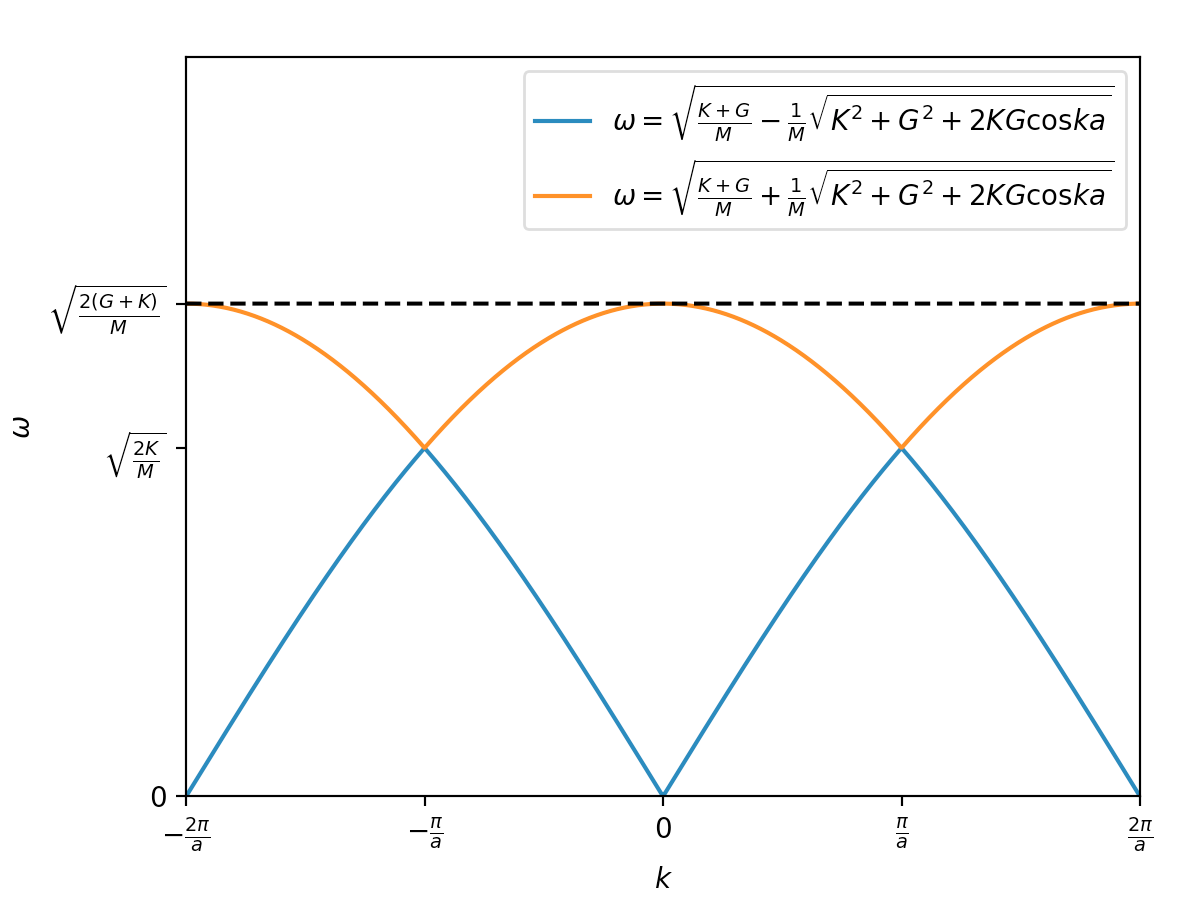 ω = √(K+G/M − 1/M √(K² + G² + 2KGcoska))
ω = √(K+G/M + 1/M √(K² + G² + 2KGcoska))
√(2(G+K)/M)
ω
√(2K/M)
0
−2π/a −π/a 0 π/a 2π/a
k